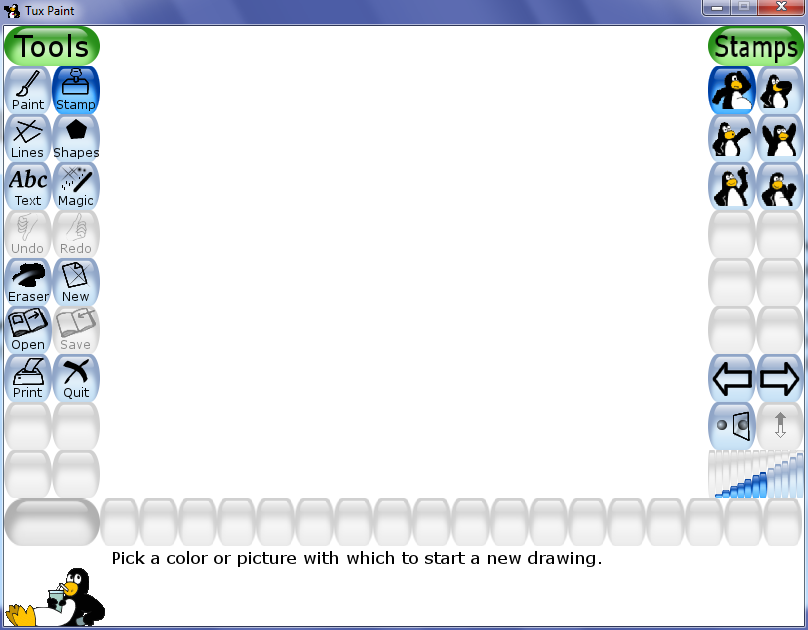 Tux Paint
Tools
Stamps
Paint Stamp
Lines Shapes
Abc
Text Magic
Undo Redo
Eraser New
Open Save
Print Quit
Pick a color or picture with which to start a new drawing.